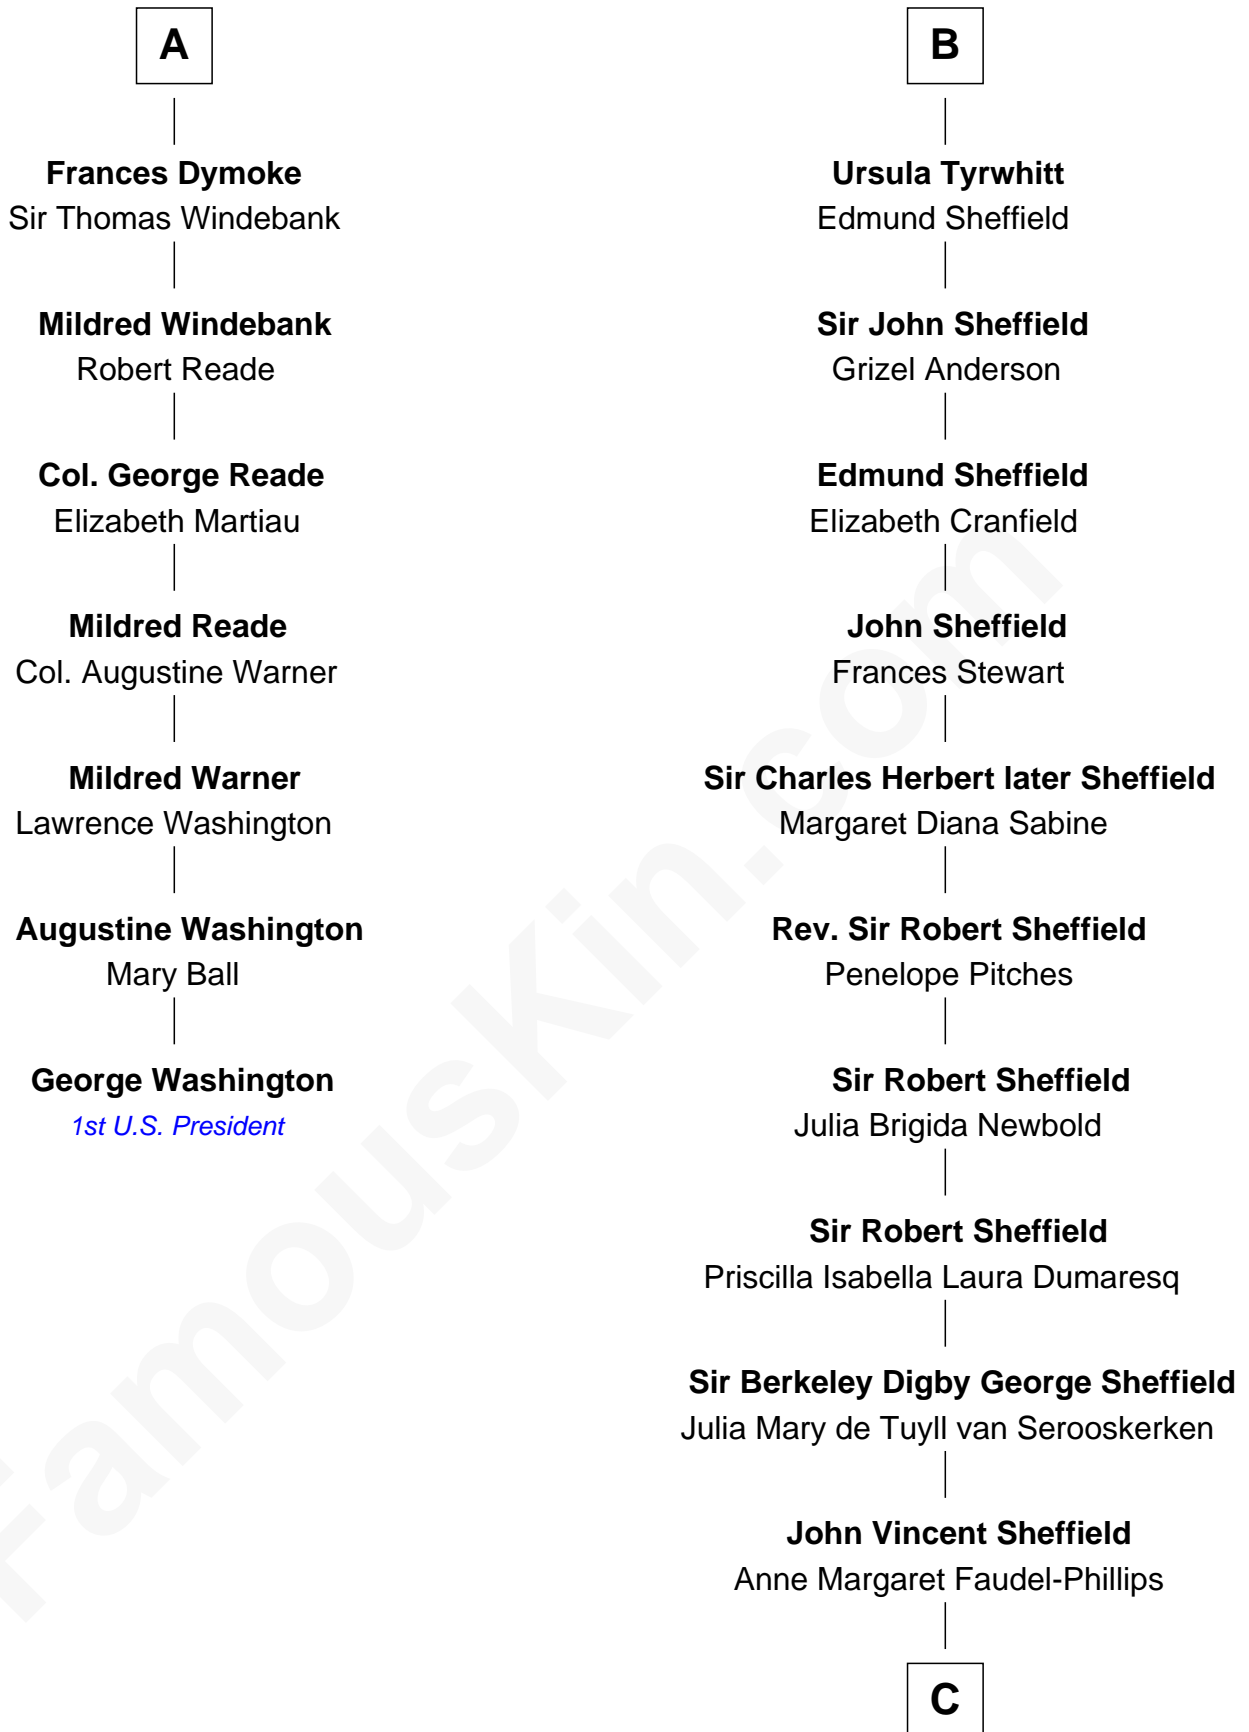 A
Frances Dymoke
Sir Thomas Windebank
Mildred Windebank
Robert Reade
Col. George Reade
Elizabeth Martiau
Mildred Reade
Col. Augustine Warner
Mildred Warner
Lawrence Washington
Augustine Washington
Mary Ball
George Washington
1st U.S. President
B
Ursula Tyrwhitt
Edmund Sheffield
Sir John Sheffield
Grizel Anderson
Edmund Sheffield
Elizabeth Cranfield
John Sheffield
Frances Stewart
Sir Charles Herbert later Sheffield
Margaret Diana Sabine
Rev. Sir Robert Sheffield
Penelope Pitches
Sir Robert Sheffield
Julia Brigida Newbold
Sir Robert Sheffield
Priscilla Isabella Laura Dumaresq
Sir Berkeley Digby George Sheffield
Julia Mary de Tuyll van Serooskerken
John Vincent Sheffield
Anne Margaret Faudel-Phillips
C
FamousKin.com